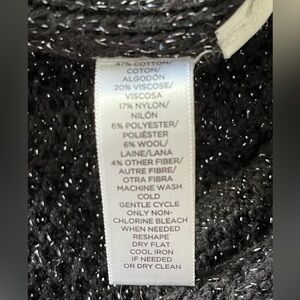 47% COTTON/
COTON/
ALGODÓN
20% VISCOSE/
VISCOSA
17% NYLON/
NILÓN
6% POLYESTER/
POLIÉSTER
6% WOOL/
LAINE/LANA
4% OTHER FIBER/
AUTRE FIBRE/
OTRA FIBRA
MACHINE WASH
COLD
GENTLE CYCLE
ONLY NON-
CHLORINE BLEACH
WHEN NEEDED
RESHAPE
DRY FLAT
COOL IRON
IF NEEDED
OR DRY CLEAN